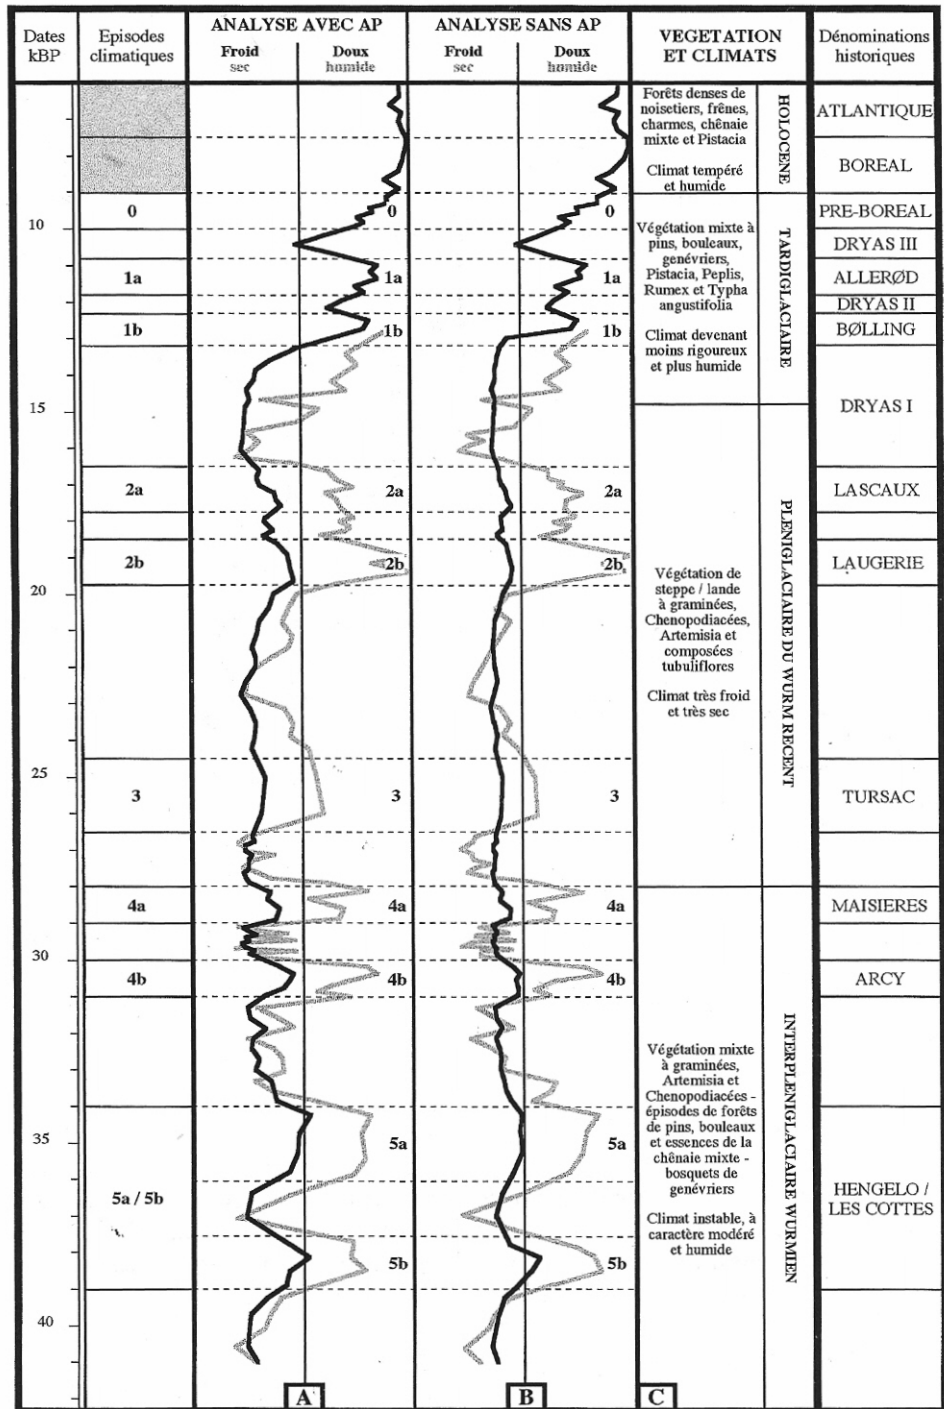 Dates
kBP
Episodes
climatiques
ANALYSE AVEC AP
Froid
sec
Doux
humide
ANALYSE SANS AP
Froid
sec
Doux
humide
VEGETATION
ET CLIMATS
Dénominations
historiques
10
15
20
25
30
35
40
0
1a
1b
2a
2b
3
4a
4b
5a / 5b
0
1a
1b
2a
2b
3
4a
4b
5a
5b
A
0
1a
1b
2a
2b
3
4a
4b
5a
5b
B
Forêts denses de
noisetiers, frênes,
charmes, chênaie
mixte et Pistacia
Climat tempéré
et humide
Végétation mixte à
pins, bouleaux,
genévriers,
Pistacia, Peplis,
Rumex et Typha
angustifolia
Climat devenant
moins rigoureux
et plus humide
Végétation de
steppe / lande
à graminées,
Chenopodiacées,
Artemisia et
composées
tubuliflores
Climat très froid
et très sec
Végétation mixte
à graminées,
Artemisia et
Chenopodiacées -
épisodes de forêts
de pins, bouleaux
et essences de la
chênaie mixte -
bosquets de
genévriers
Climat instable, à
caractère modéré
et humide
C
HOLOCENE
TARDIGLACIAIRE
PLENIGLACIAIRE DU WURM RECENT
INTERPLENIGLACIAIRE WURMIEN
ATLANTIQUE
BOREAL
PRE-BOREAL
DRYAS III
ALLERØD
DRYAS II
BØLLING
DRYAS I
LASCAUX
LAUGERIE
TURSAC
MAISIERES
ARCY
HENGELO /
LES COTTES